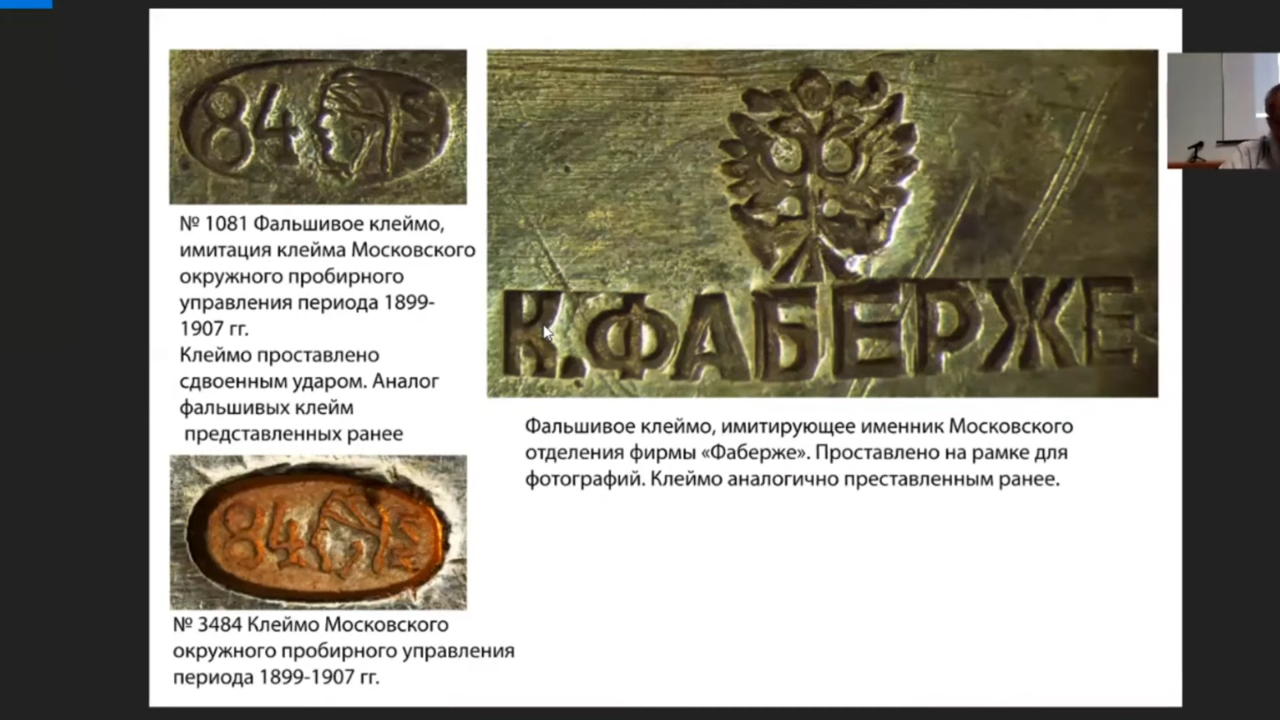 84
№ 1081 Фальшивое клеймо,
имитация клейма Московского
окружного пробирного
управления периода 1899-
1907 гг.
Клеймо проставлено
сдвоенным ударом. Аналог
фальшивых клейм
представленных ранее
84
№ 3484 Клеймо Московского
окружного пробирного управления
периода 1899-1907 гг.
К.ФАБЕРЖЕ
Фальшивое клеймо, имитирующее именник Московского
отделения фирмы «Фаберже». Проставлено на рамке для
фотографий. Клеймо аналогично преставленным ранее.